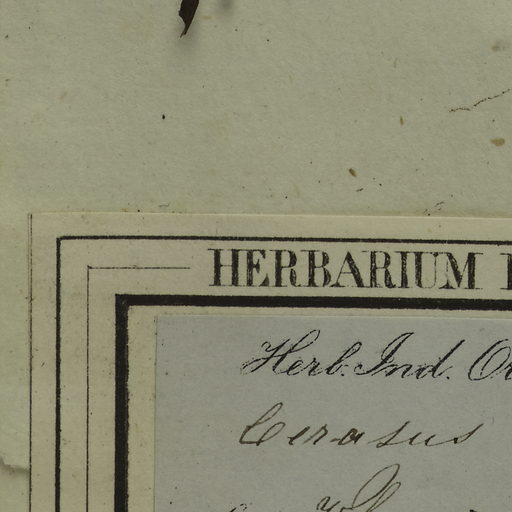 HERBARIUM
Herb. Ind. Or
Cerasus